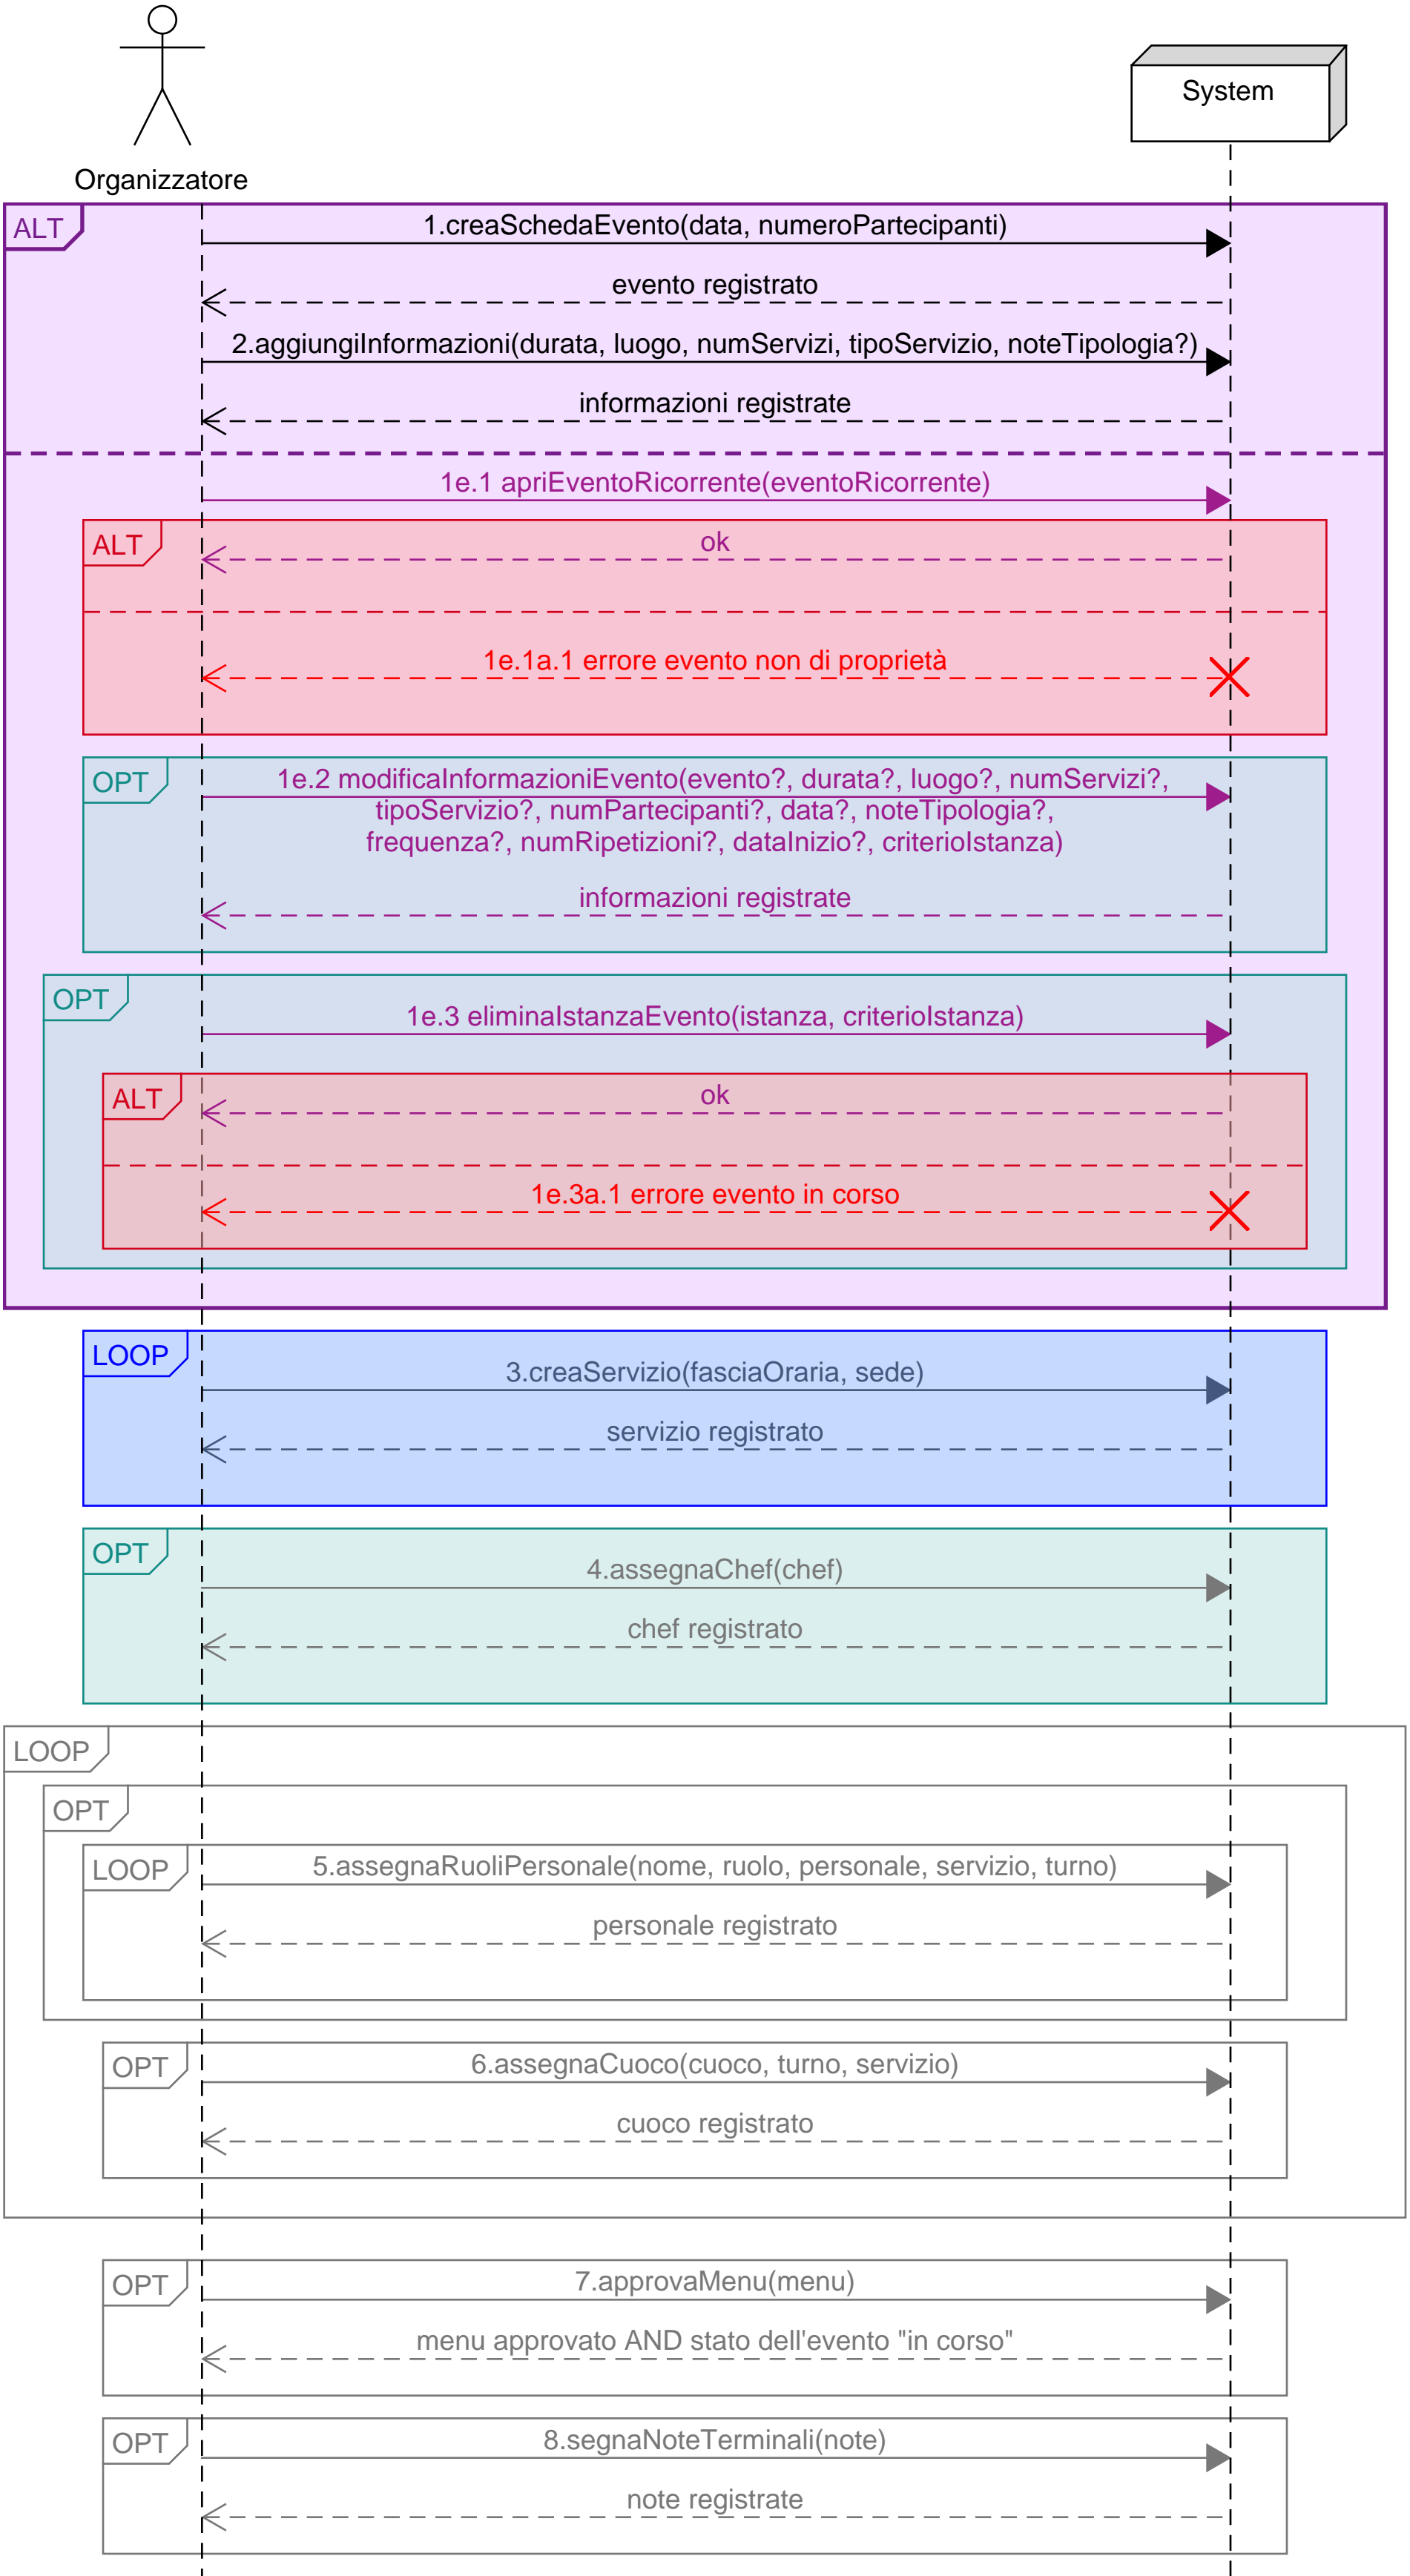 System
Organizzatore
ALT
1.creaSchedaEvento(data, numeroPartecipanti)
evento registrato
2.aggiungiInformazioni(durata, luogo, numServizi, tipoServizio, noteTipologia?)
informazioni registrate
1e.1 apriEventoRicorrente(eventoRicorrente)
ALT
ok
1e.1a.1 errore evento non di proprietà
OPT
1e.2 modificaInformazioniEvento(evento?, durata?, luogo?, numServizi?,
tipoServizio?, numPartecipanti?, data?, noteTipologia?,
frequenza?, numRipetizioni?, dataInizio?, criterioIstanza)
informazioni registrate
OPT
1e.3 eliminaIstanzaEvento(istanza, criterioIstanza)
ALT
ok
1e.3a.1 errore evento in corso
LOOP
3.creaServizio(fasciaOraria, sede)
servizio registrato
OPT
4.assegnaChef(chef)
chef registrato
LOOP
OPT
LOOP
5.assegnaRuoliPersonale(nome, ruolo, personale, servizio, turno)
personale registrato
OPT
6.assegnaCuoco(cuoco, turno, servizio)
cuoco registrato
OPT
7.approvaMenu(menu)
menu approvato AND stato dell'evento "in corso"
OPT
8.segnaNoteTerminali(note)
note registrate